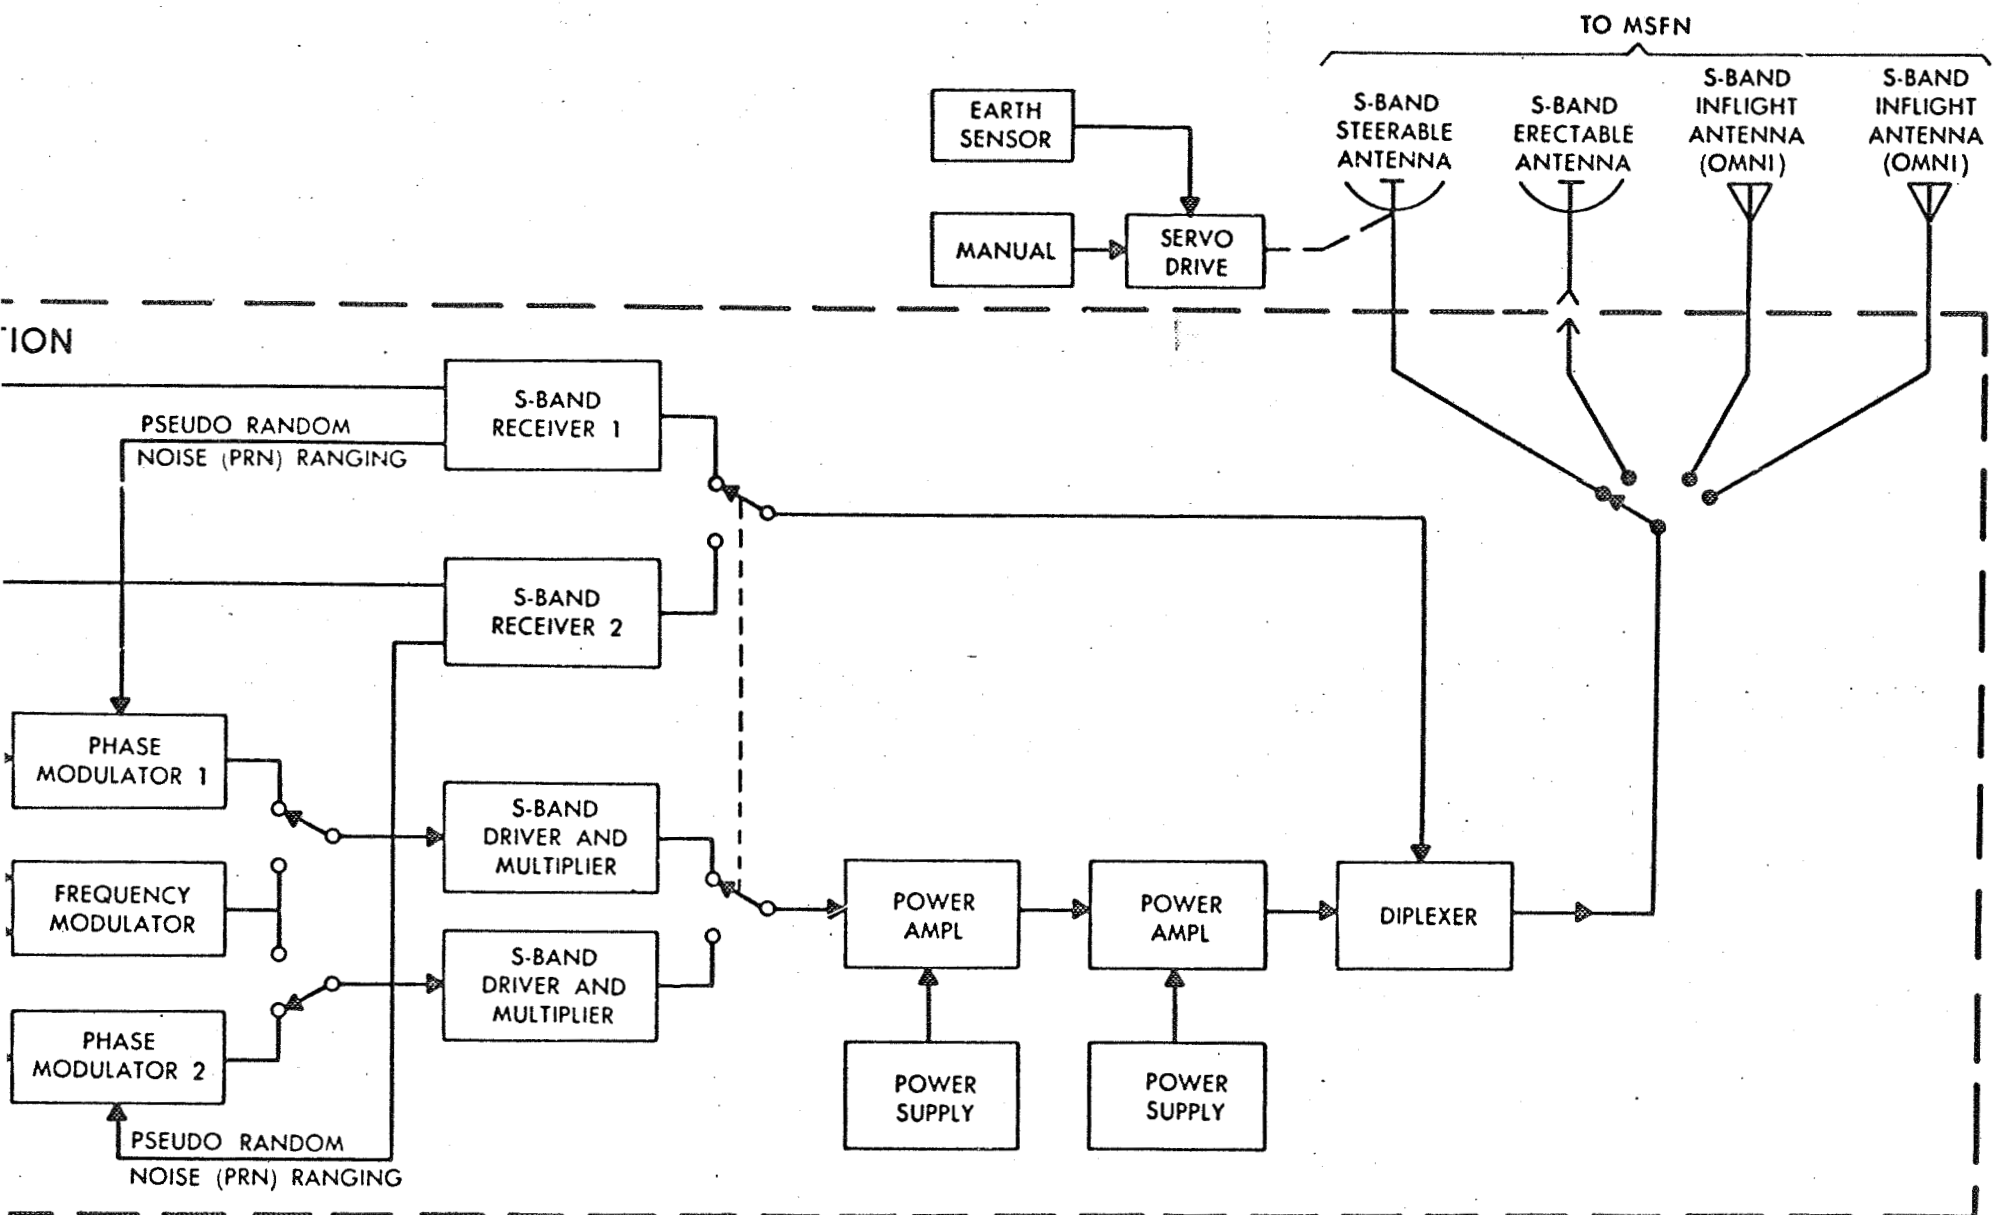 TO MSFN
S-BAND
STEERABLE
ANTENNA
S-BAND
ERECTABLE
ANTENNA
S-BAND
INFLIGHT
ANTENNA
(OMNI)
S-BAND
INFLIGHT
ANTENNA
(OMNI)
EARTH
SENSOR
MANUAL
SERVO
DRIVE
TION
S-BAND
RECEIVER 1
PSEUDO RANDOM
NOISE (PRN) RANGING
S-BAND
RECEIVER 2
PHASE
MODULATOR 1
S-BAND
DRIVER AND
MULTIPLIER
FREQUENCY
MODULATOR
POWER
AMPL
POWER
AMPL
DIPLEXER
S-BAND
DRIVER AND
MULTIPLIER
PHASE
MODULATOR 2
POWER
SUPPLY
POWER
SUPPLY
PSEUDO RANDOM
NOISE (PRN) RANGING